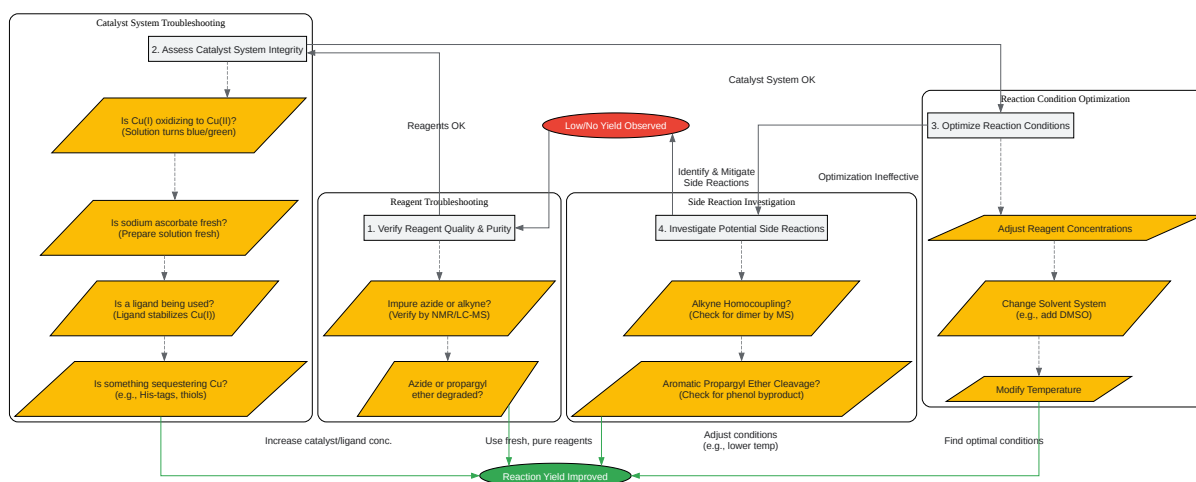 Catalyst System Troubleshooting
2. Assess Catalyst System Integrity
Is Cu(I) oxidizing to Cu(II)?
(Solution turns blue/green)
Is sodium ascorbate fresh?
(Prepare solution fresh)
Is a ligand being used?
(Ligand stabilizes Cu(I))
Is something sequestering Cu?
(e.g., His-tags, thiols)
Reagents OK
Low/No Yield Observed
Catalyst System OK
Identify & Mitigate
Side Reactions
Optimization Ineffective
Reagent Troubleshooting
1. Verify Reagent Quality & Purity
Impure azide or alkyne?
(Verify by NMR/LC-MS)
Azide or propargyl
ether degraded?
Side Reaction Investigation
4. Investigate Potential Side Reactions
Alkyne Homocoupling?
(Check for dimer by MS)
Aromatic Propargyl Ether Cleavage?
(Check for phenol byproduct)
Reaction Condition Optimization
3. Optimize Reaction Conditions
Adjust Reagent Concentrations
Change Solvent System
(e.g., add DMSO)
Modify Temperature
Increase catalyst/ligand conc.
Use fresh, pure reagents
Adjust conditions
(e.g., lower temp)
Find optimal conditions
Reaction Yield Improved